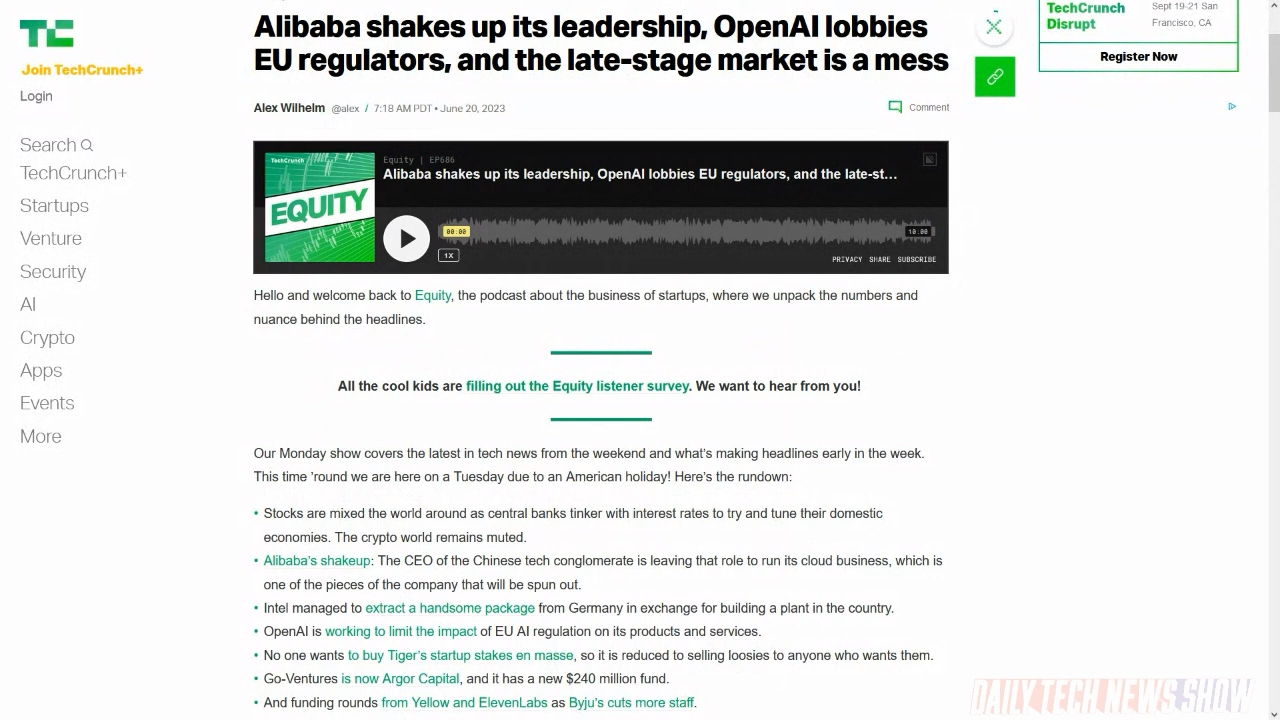 TC
Join TechCrunch+
Login
Search
TechCrunch+
Startups
Venture
Security
AI
Crypto
Apps
Events
More
Alibaba shakes up its leadership, OpenAI lobbies
EU regulators, and the late-stage market is a mess
Alex Wilhelm @alex / 7:18 AM PDT • June 20, 2023
Comment
TechCrunch
EQUITY
Equity | EP686
Alibaba shakes up its leadership, OpenAI lobbies EU regulators, and the late-st...
00:00
10:00
1X
PRIVACY SHARE SUBSCRIBE
Hello and welcome back to Equity, the podcast about the business of startups, where we unpack the numbers and
nuance behind the headlines.
All the cool kids are filling out the Equity listener survey. We want to hear from you!
Our Monday show covers the latest in tech news from the weekend and what's making headlines early in the week.
This time 'round we are here on a Tuesday due to an American holiday! Here's the rundown:
• Stocks are mixed the world around as central banks tinker with interest rates to try and tune their domestic
economies. The crypto world remains muted.
• Alibaba's shakeup: The CEO of the Chinese tech conglomerate is leaving that role to run its cloud business, which is
one of the pieces of the company that will be spun out.
• Intel managed to extract a handsome package from Germany in exchange for building a plant in the country.
• OpenAI is working to limit the impact of EU AI regulation on its products and services.
• No one wants to buy Tiger's startup stakes en masse, so it is reduced to selling loosies to anyone who wants them.
• Go-Ventures is now Argor Capital, and it has a new $240 million fund.
• And funding rounds from Yellow and ElevenLabs as Byju's cuts more staff.
TechCrunch
Disrupt
Sept 19-21 San
Francisco, CA
Register Now
DAILY TECH NEWS SHOW